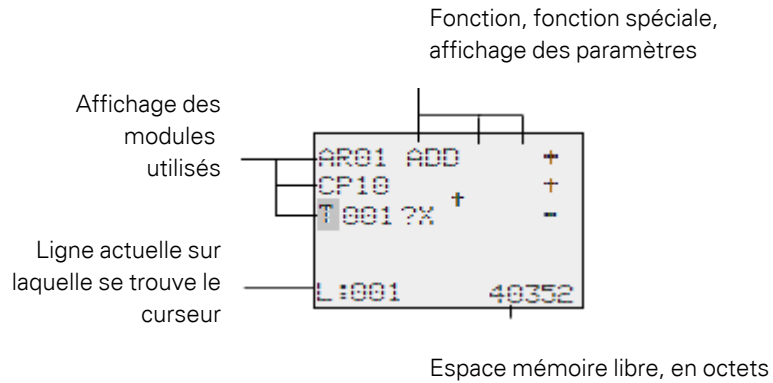 Fonction, fonction spéciale,
affichage des paramètres
Affichage des
modules
utilisés
AR01 ADD +
CP10 +
T 001 ?X † -
Ligne actuelle sur
laquelle se trouve le
curseur
L:001 40352
Espace mémoire libre, en octets